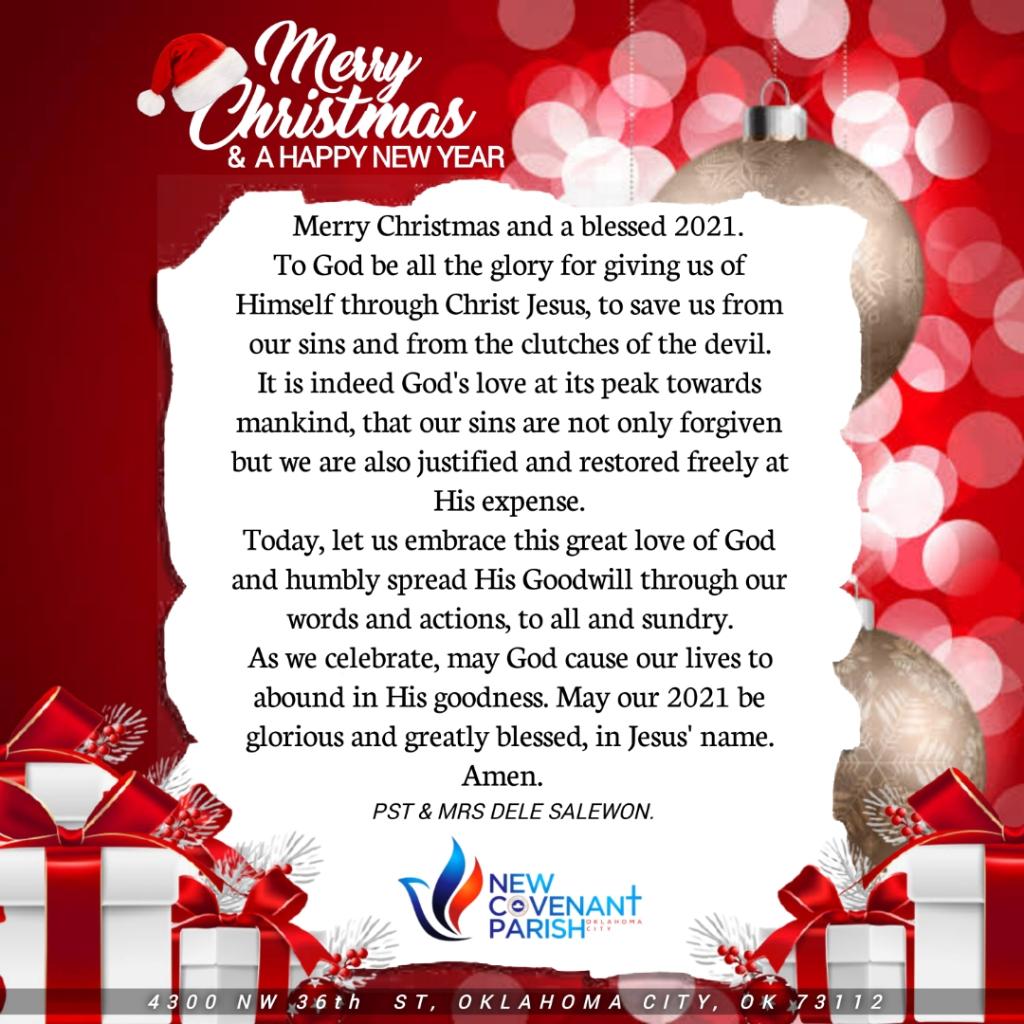 Merry
Christmas
& A HAPPY NEW YEAR
Merry Christmas and a blessed 2021.
To God be all the glory for giving us of
Himself through Christ Jesus, to save us from
our sins and from the clutches of the devil.
It is indeed God's love at its peak towards
mankind, that our sins are not only forgiven
but we are also justified and restored freely at
His expense.
Today, let us embrace this great love of God
and humbly spread His Goodwill through our
words and actions, to all and sundry.
As we celebrate, may God cause our lives to
abound in His goodness. May our 2021 be
glorious and greatly blessed, in Jesus' name.
Amen.
PST & MRS DELE SALEWON.
NEW
COVENANT
PARISH
OKLAHOMA
CITY
4300 NW 36th ST, OKLAHOMA CITY, OK 73112